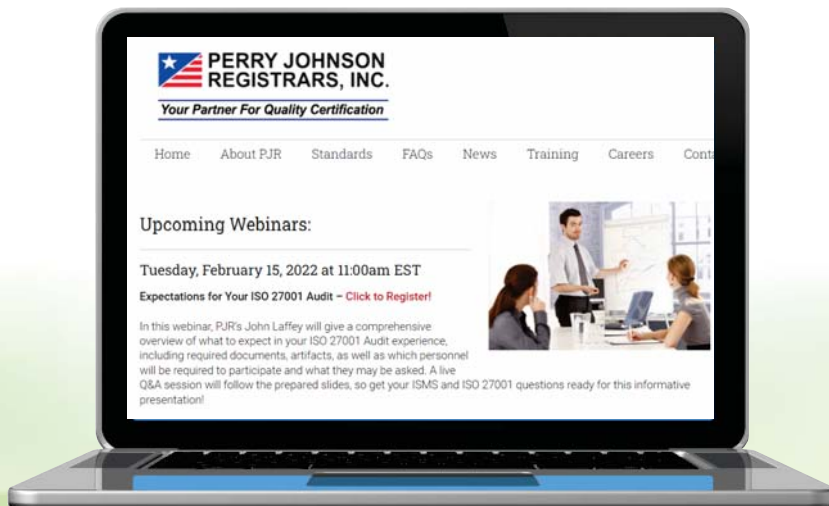 PERRY JOHNSON
REGISTRARS, INC.
Your Partner For Quality Certification
Home About PJR Standards FAQs News Training Careers
Upcoming Webinars:
Tuesday, February 15, 2022 at 11:00am EST
Expectations for Your ISO 27001 Audit – Click to Register!
In this webinar, PJR's John Laffey will give a comprehensive
overview of what to expect in your ISO 27001 Audit experience,
including required documents, artifacts, as well as which personnel
will be required to participate and what they may be asked. A live
Q&A session will follow the prepared slides, so get your ISMS and ISO 27001 questions ready for this informative
presentation!